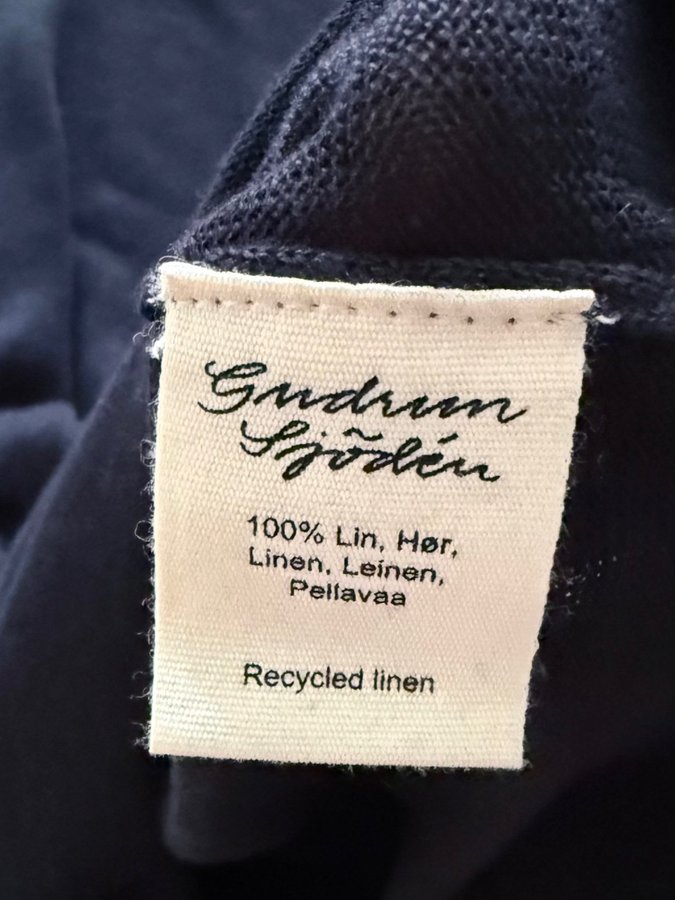 Gudrun
Sjödén
100% Lin, Hør,
Linen, Leinen,
Pellavaa
Recycled linen